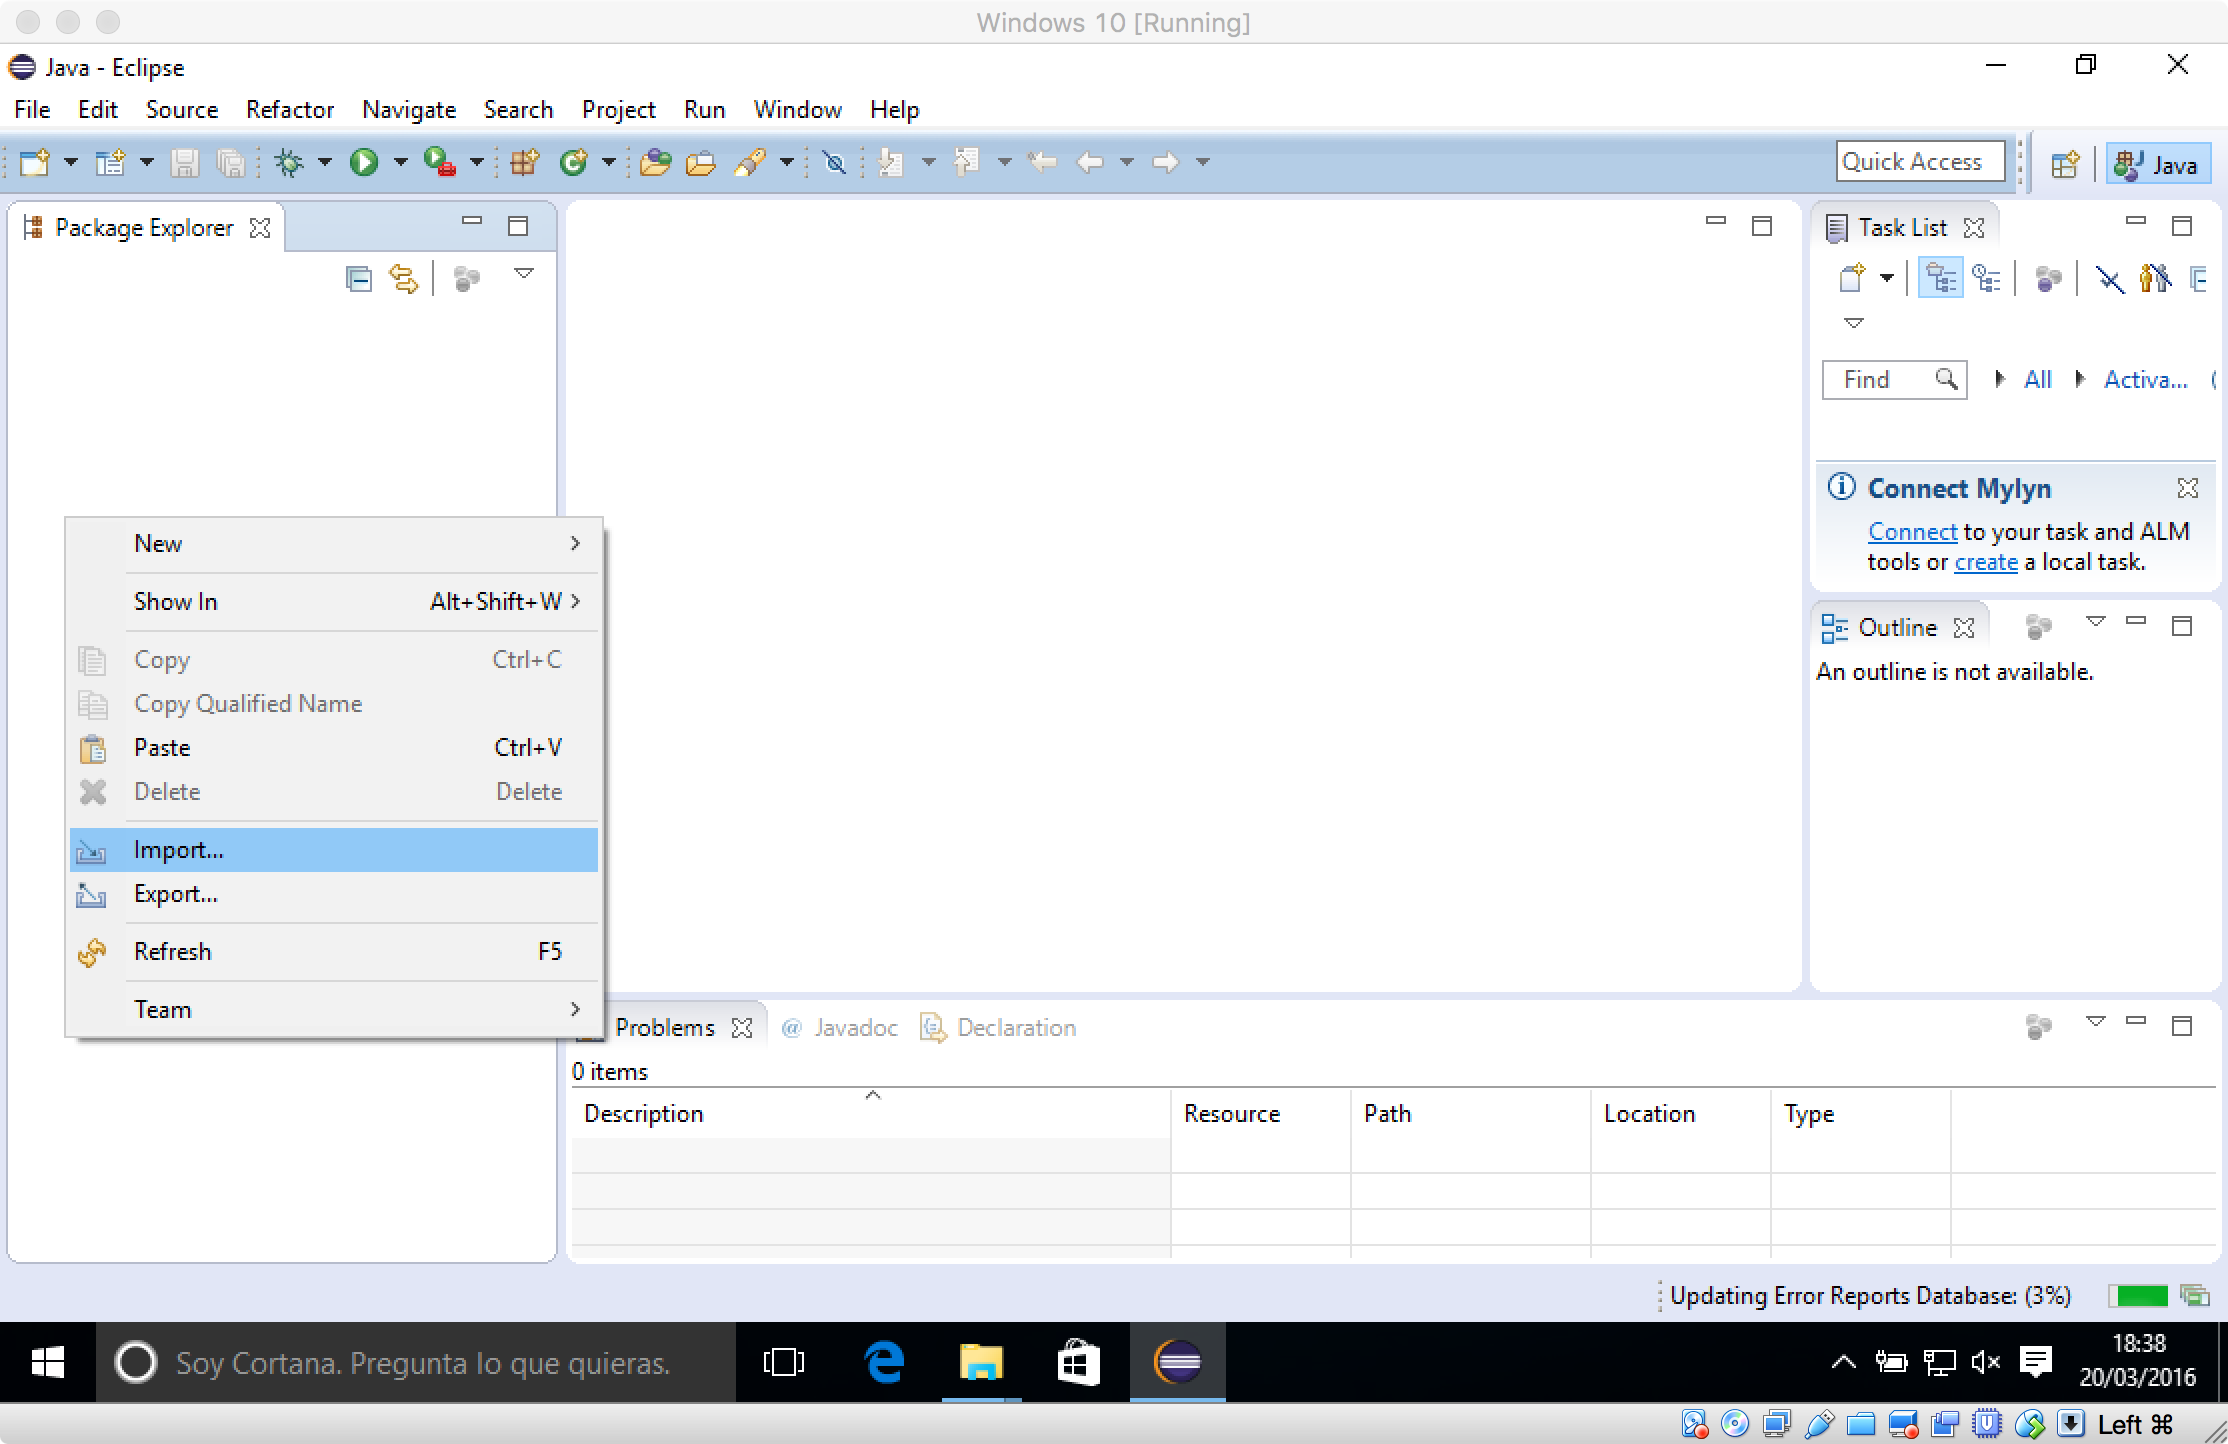 Windows 10 [Running]
Java - Eclipse
File Edit Source Refactor Navigate Search Project Run Window Help
Quick Access
Java
Package Explorer
Task List
Find
All
Activa...
Connect Mylyn
Connect to your task and ALM
tools or create a local task.
New
Show In Alt+Shift+W
Copy Ctrl+C
Copy Qualified Name
Paste Ctrl+V
Delete Delete
Import...
Export...
Refresh F5
Team
Outline
An outline is not available.
Problems @ Javadoc Declaration
0 items
Description Resource Path Location Type
Updating Error Reports Database: (3%)
Soy Cortana. Pregunta lo que quieras.
18:38
20/03/2016
Left ⌘